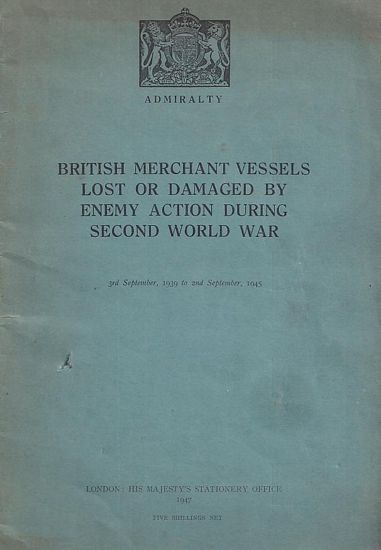 ADMIRALTY
BRITISH MERCHANT VESSELS
LOST OR DAMAGED BY
ENEMY ACTION DURING
SECOND WORLD WAR
3rd September, 1939 to 2nd September, 1945
LONDON: HIS MAJESTY'S STATIONERY OFFICE
1947
FIVE SHILLINGS NET